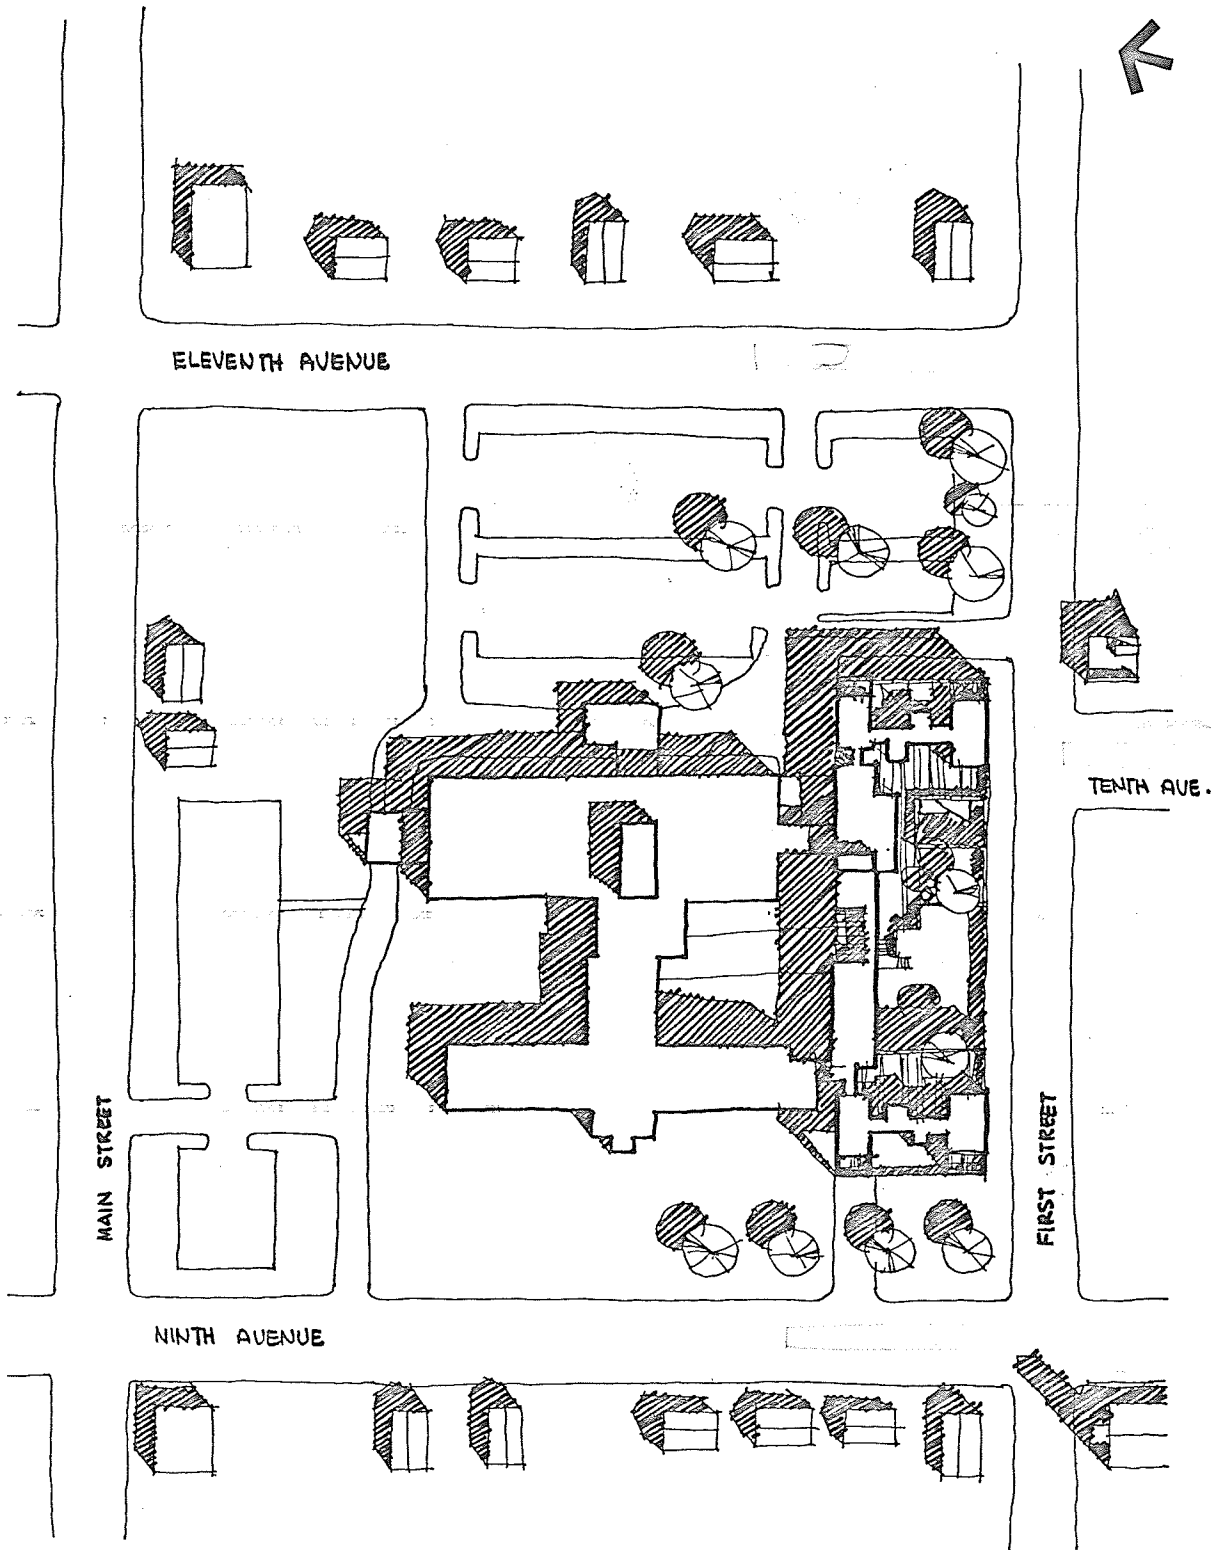 ELEVENTH AVENUE
TENTH AVE.
MAIN STREET
FIRST STREET
NINTH AVENUE